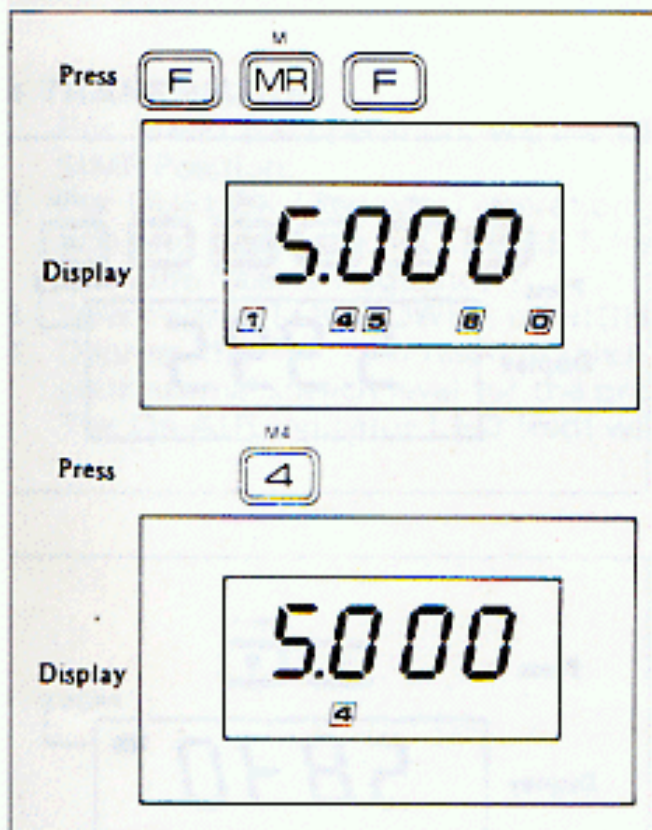 M
Press F MR F
5.000
Display
1 4 5 8 0
M4
Press 4
5.000
Display
4